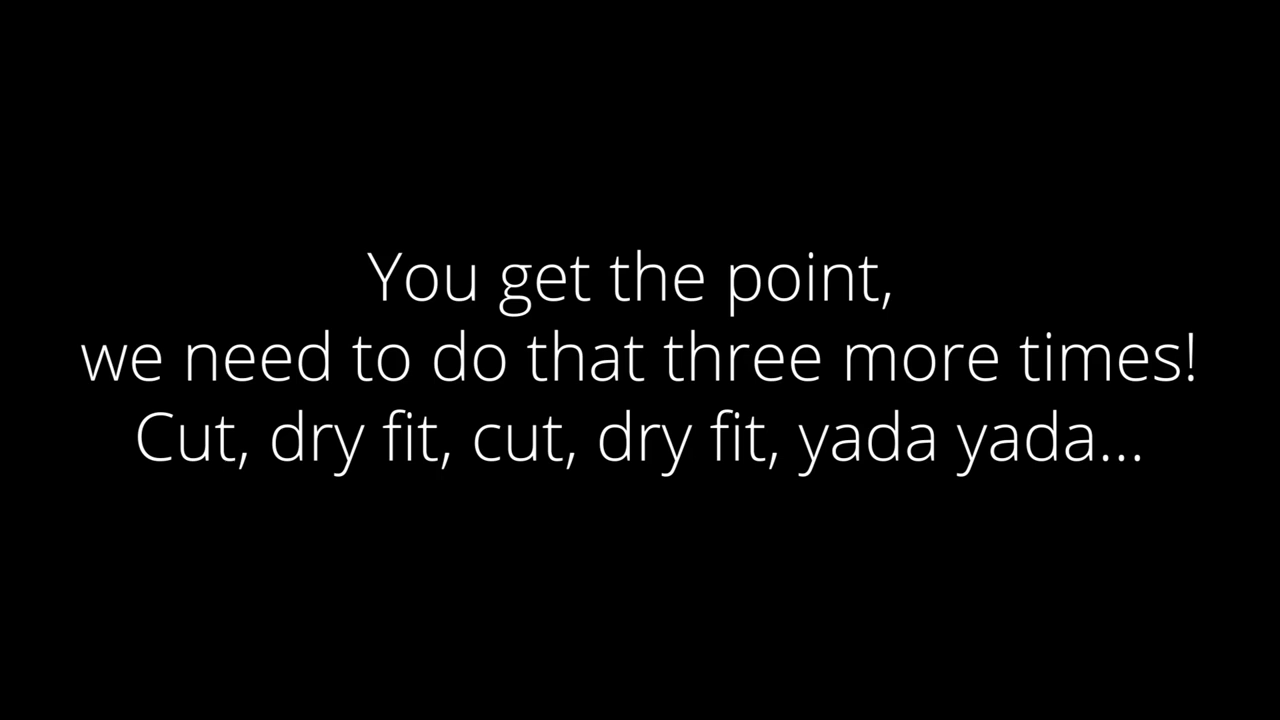 You get the point,
we need to do that three more times!
Cut, dry fit, cut, dry fit, yada yada...